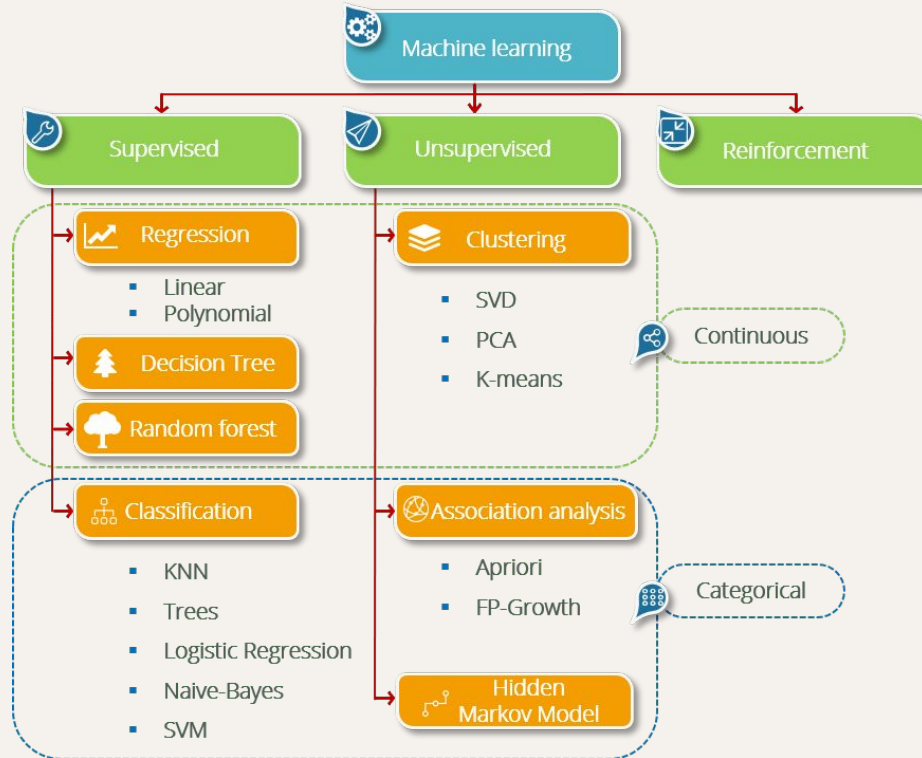 Machine learning
Supervised
Unsupervised
Reinforcement
Regression
Linear
Polynomial
Decision Tree
Random forest
Clustering
SVD
PCA
K-means
Continuous
Classification
KNN
Trees
Logistic Regression
Naive-Bayes
SVM
Association analysis
Apriori
FP-Growth
Hidden
Markov Model
Categorical